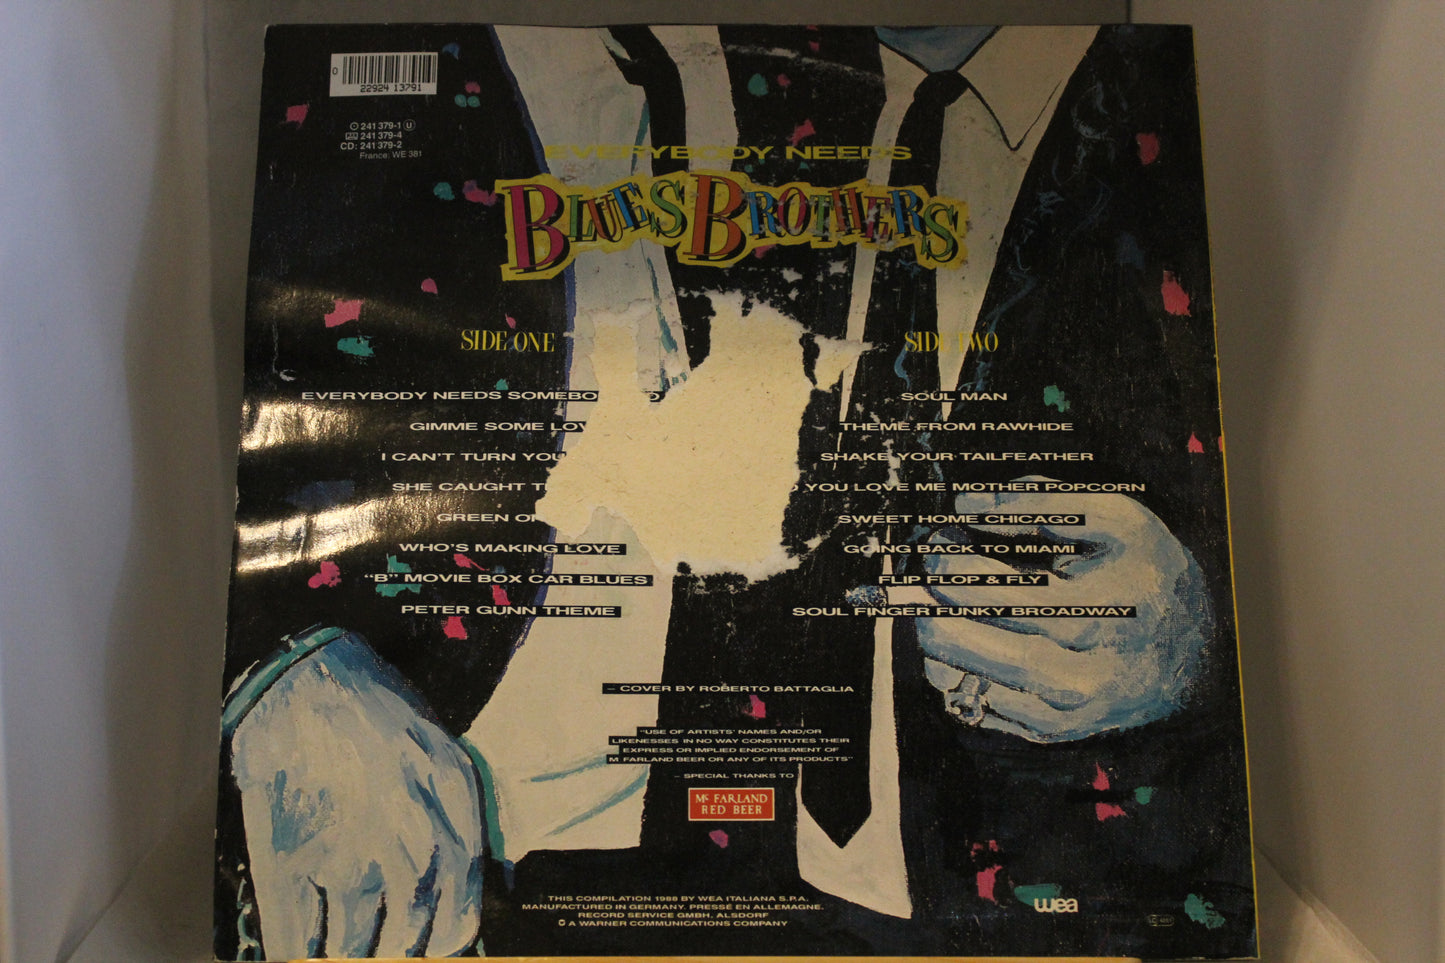 0
22924 13791
241 379-1 U
241 379-4
CD: 241 379-2
France: WE 381
EVERYBODY NEEDS
BLUES BROTHERS
SIDE ONE
EVERYBODY NEEDS
GIMME SOME
I CAN'T TURN YOU
SHE CAUGHT
GREEN
WHO'S MAKING LOVE
"B" MOVIE BOX CAR BLUES
PETER GUNN THEME
SIDE TWO
SOUL MAN
THEME FROM RAWHIDE
SHAKE YOUR TAILFEATHER
YOU LOVE ME MOTHER POPCORN
SWEET HOME CHICAGO
GOING BACK TO MIAMI
FLIP FLOP & FLY
SOUL FINGER FUNKY BROADWAY
– COVER BY ROBERTO BATTAGLIA
"USE OF ARTISTS' NAMES AND/OR
LIKENESSES IN NO WAY CONSTITUTES THEIR
EXPRESS OR IMPLIED ENDORSEMENT OF
M FARLAND BEER OR ANY OF ITS PRODUCTS"
– SPECIAL THANKS TO
Mc FARLAND
RED BEER
THIS COMPILATION 1988 BY WEA ITALIANA S.P.A.
MANUFACTURED IN GERMANY. PRESSÉ EN ALLEMAGNE.
RECORD SERVICE GMBH, ALSDORF
A WARNER COMMUNICATIONS COMPANY
wea